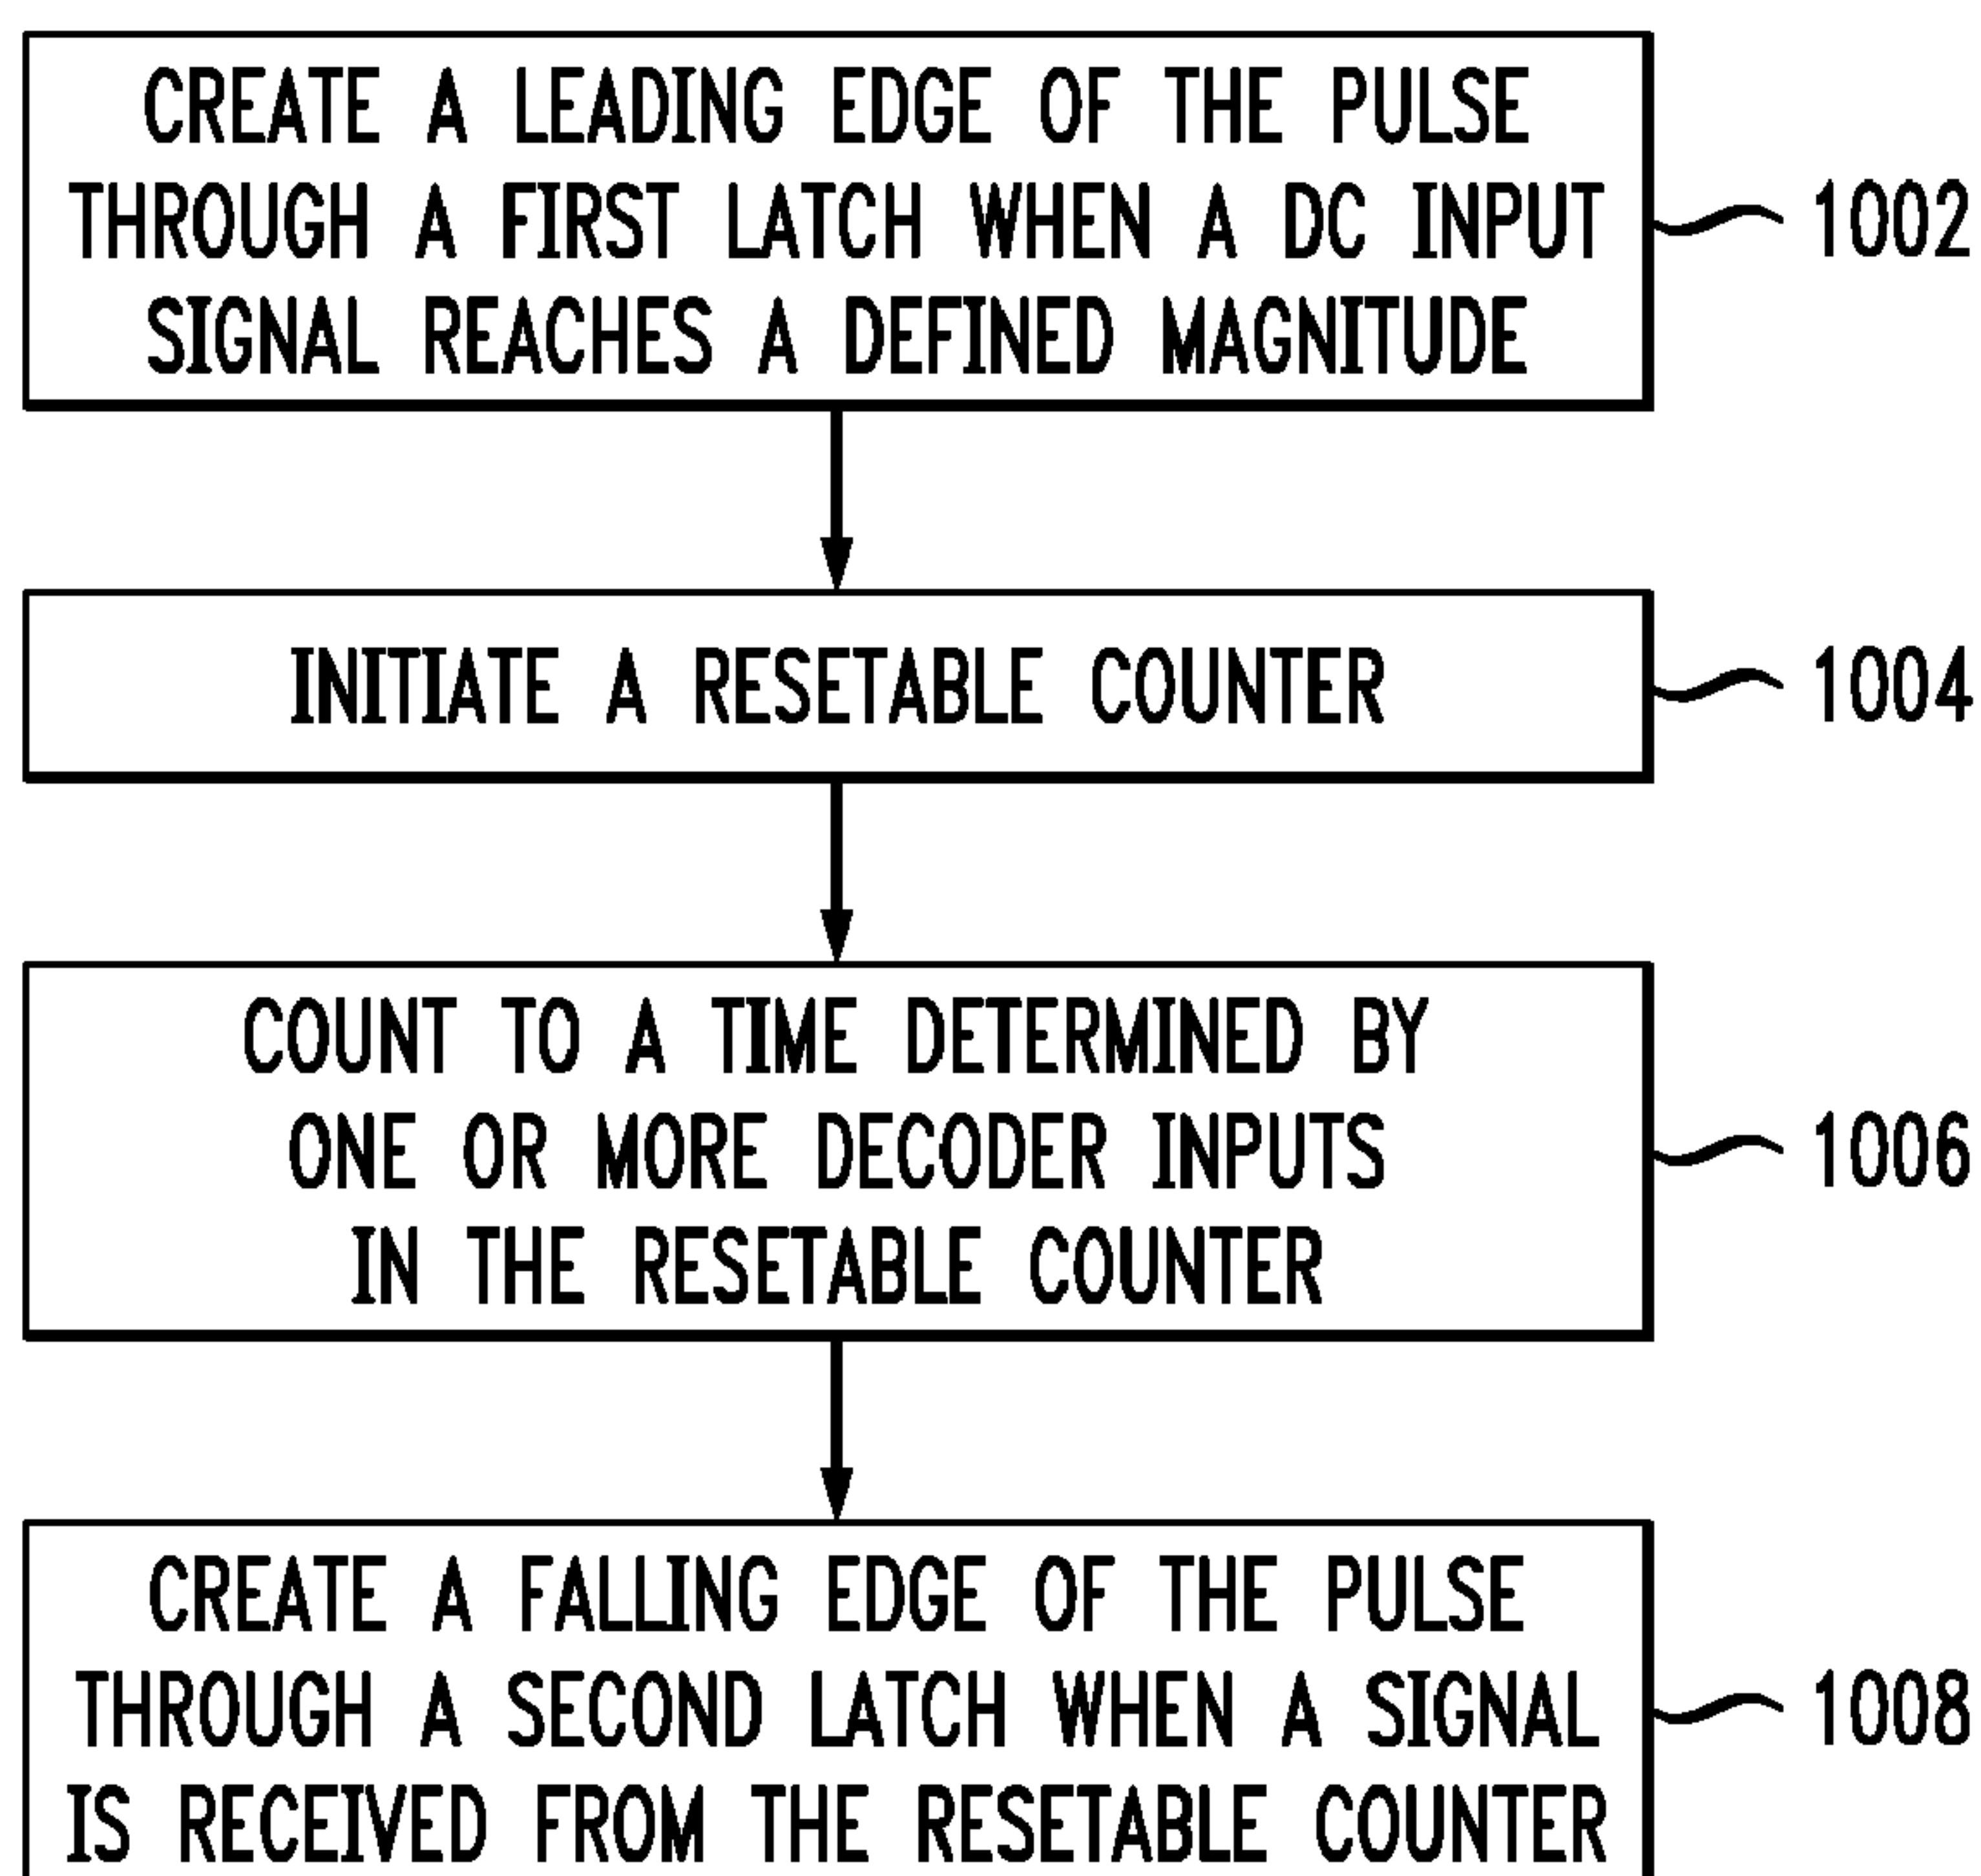 CREATE A LEADING EDGE OF THE PULSE
THROUGH A FIRST LATCH WHEN A DC INPUT
SIGNAL REACHES A DEFINED MAGNITUDE
1002
INITIATE A RESETABLE COUNTER
1004
COUNT TO A TIME DETERMINED BY
ONE OR MORE DECODER INPUTS
IN THE RESETABLE COUNTER
1006
CREATE A FALLING EDGE OF THE PULSE
THROUGH A SECOND LATCH WHEN A SIGNAL
IS RECEIVED FROM THE RESETABLE COUNTER
1008